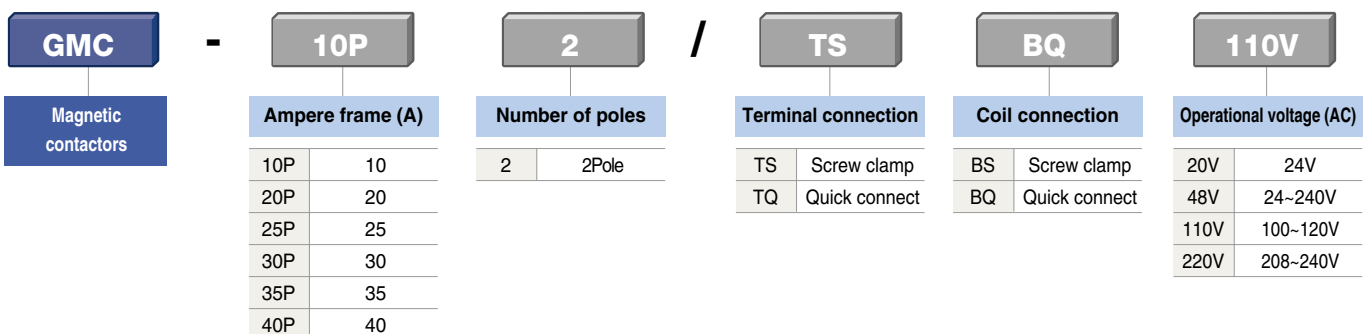 GMC - 10P 2 / TS BQ 110V
Magnetic
contactors
Ampere frame (A)
10P 10
20P 20
25P 25
30P 30
35P 35
40P 40
Number of poles
2 2Pole
Terminal connection
TS Screw clamp
TQ Quick connect
Coil connection
BS Screw clamp
BQ Quick connect
Operational voltage (AC)
20V 24V
48V 24~240V
110V 100~120V
220V 208~240V